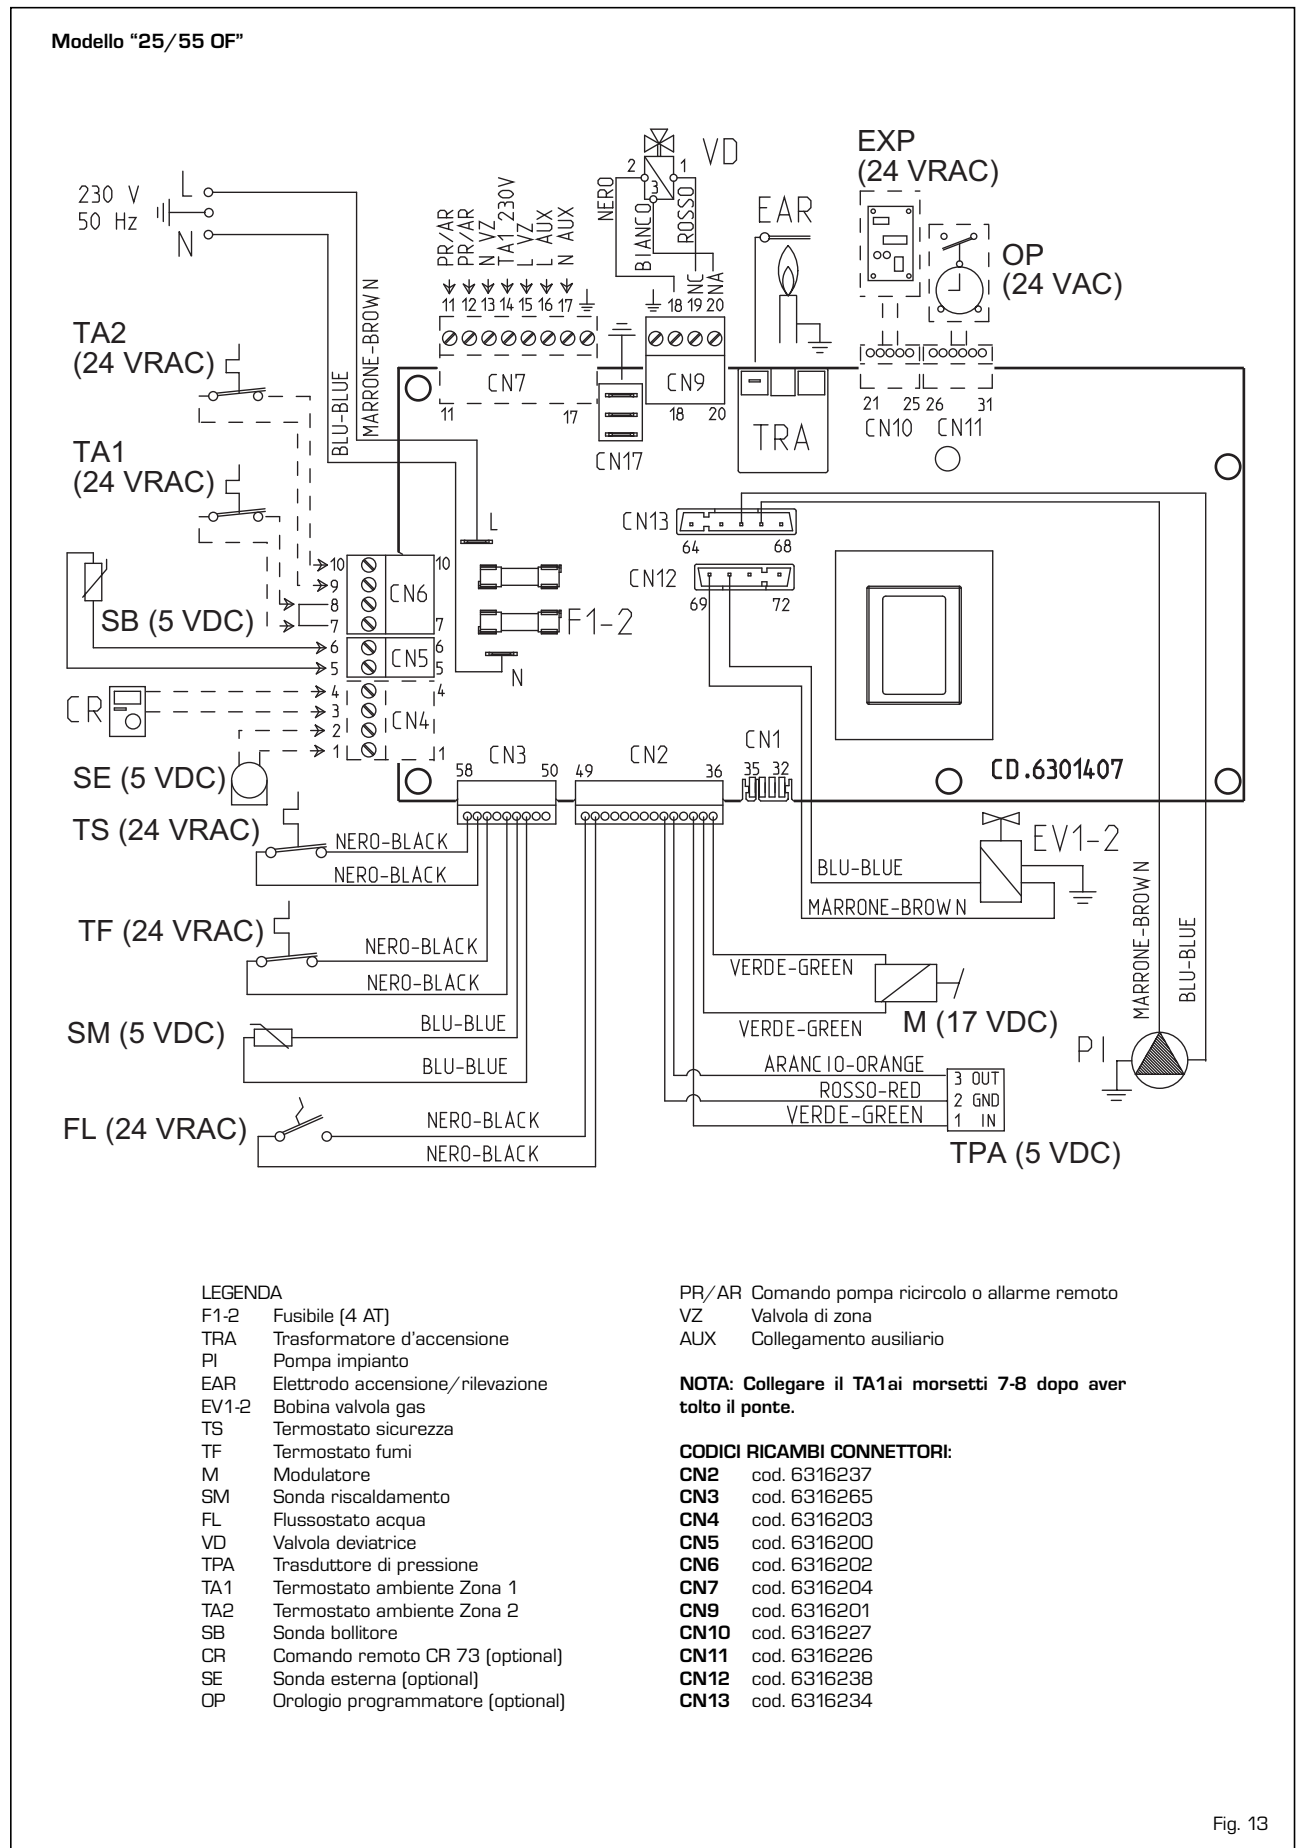 Modello “25/55 OF”
VD
2
1
3
NERO
BIANCO
ROSSO
EXP
(24 VRAC)
230 V
50 Hz
L
N
PR/AR
PR/AR
N VZ
TA1 230V
L VZ
L AUX
N AUX
EAR
OP
(24 VAC)
11 12 13 14 15 16 17
18 19 20
NC
NA
MARRONE-BROWN
BLU-BLUE
TA2
(24 VRAC)
CN7
11
17
CN9
18
20
CN17
TRA
21
25
26
31
CN10
CN11
TA1
(24 VRAC)
L
CN13
64
68
CN12
69
72
SB (5 VDC)
10
9
8
7
6
5
4
3
2
1
CN6
10
7
CN5
6
5
CN4
4
1
F1-2
N
CR
SE (5 VDC)
CN3
58
50
CN2
49
36
CN1
35
32
CD.6301407
TS (24 VRAC)
NERO-BLACK
NERO-BLACK
EV1-2
BLU-BLUE
MARRONE-BROWN
MARRONE-BROWN
BLU-BLUE
TF (24 VRAC)
NERO-BLACK
NERO-BLACK
VERDE-GREEN
VERDE-GREEN
M (17 VDC)
SM (5 VDC)
BLU-BLUE
BLU-BLUE
PI
ARANCIO-ORANGE
ROSSO-RED
VERDE-GREEN
3 OUT
2 GND
1 IN
TPA (5 VDC)
FL (24 VRAC)
NERO-BLACK
NERO-BLACK
LEGENDA
F1-2 Fusibile (4 AT)
TRA Trasformatore d'accensione
PI Pompa impianto
EAR Elettrodo accensione/rilevazione
EV1-2 Bobina valvola gas
TS Termostato sicurezza
TF Termostato fumi
M Modulatore
SM Sonda riscaldamento
FL Flussostato acqua
VD Valvola deviatrice
TPA Trasduttore di pressione
TA1 Termostato ambiente Zona 1
TA2 Termostato ambiente Zona 2
SB Sonda bollitore
CR Comando remoto CR 73 (optional)
SE Sonda esterna (optional)
OP Orologio programmatore (optional)
PR/AR Comando pompa ricircolo o allarme remoto
VZ Valvola di zona
AUX Collegamento ausiliario
NOTA: Collegare il TA1ai morsetti 7-8 dopo aver
tolto il ponte.
CODICI RICAMBI CONNETTORI:
CN2 cod. 6316237
CN3 cod. 6316265
CN4 cod. 6316203
CN5 cod. 6316200
CN6 cod. 6316202
CN7 cod. 6316204
CN9 cod. 6316201
CN10 cod. 6316227
CN11 cod. 6316226
CN12 cod. 6316238
CN13 cod. 6316234
Fig. 13